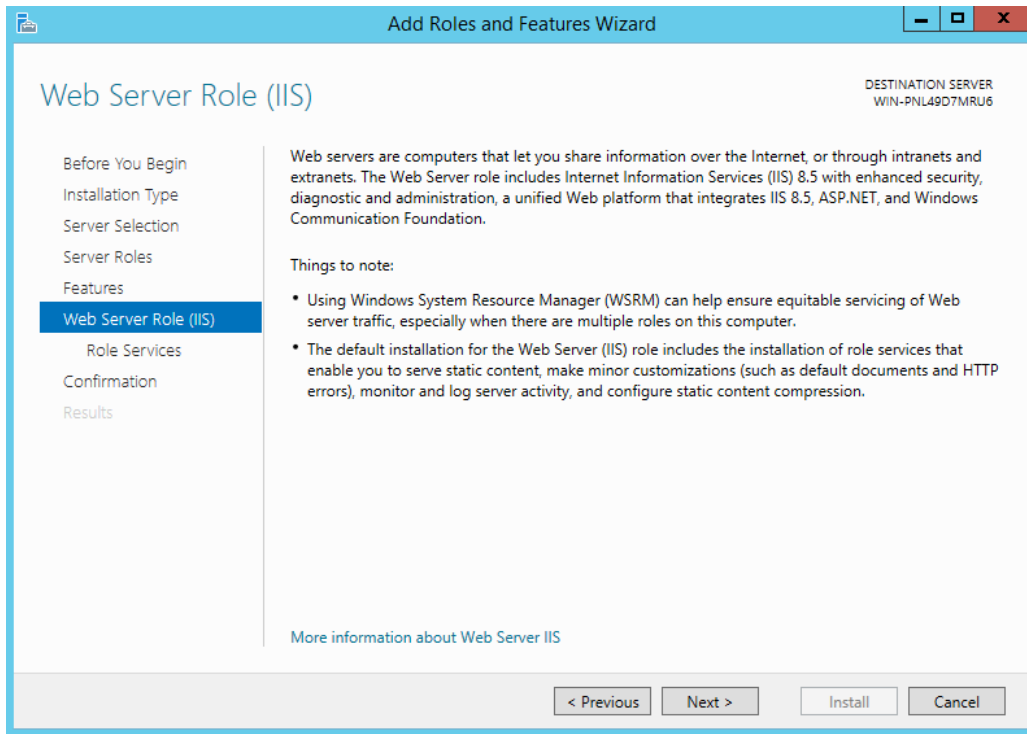 Add Roles and Features Wizard
Web Server Role (IIS)
DESTINATION SERVER
WIN-PNL49D7MRU6
Before You Begin
Installation Type
Server Selection
Server Roles
Features
Web Server Role (IIS)
Role Services
Confirmation
Results
Web servers are computers that let you share information over the Internet, or through intranets and
extranets. The Web Server role includes Internet Information Services (IIS) 8.5 with enhanced security,
diagnostic and administration, a unified Web platform that integrates IIS 8.5, ASP.NET, and Windows
Communication Foundation.
Things to note:
• Using Windows System Resource Manager (WSRM) can help ensure equitable servicing of Web
server traffic, especially when there are multiple roles on this computer.
• The default installation for the Web Server (IIS) role includes the installation of role services that
enable you to serve static content, make minor customizations (such as default documents and HTTP
errors), monitor and log server activity, and configure static content compression.
More information about Web Server IIS
< Previous
Next >
Install
Cancel